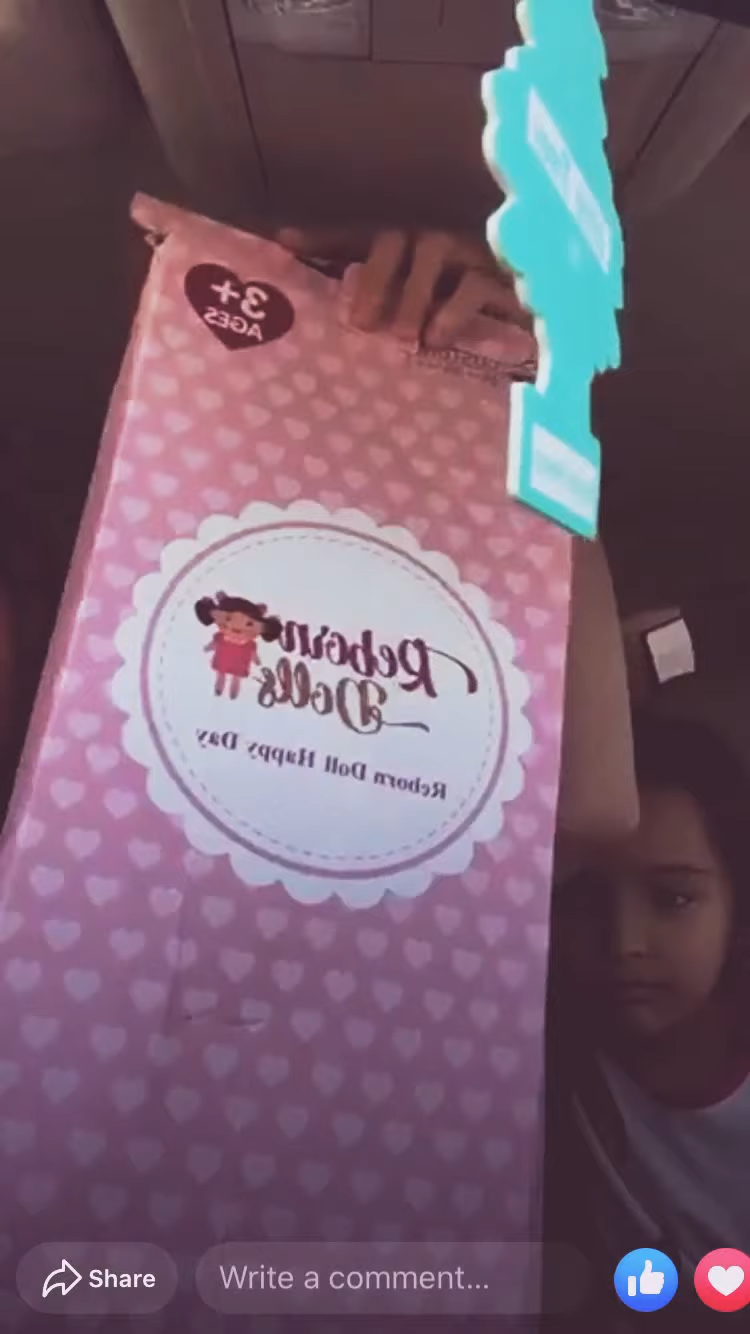 3+
AGES
Reborn
Dolls
Reborn Doll Happy Day
Share
Write a comment...